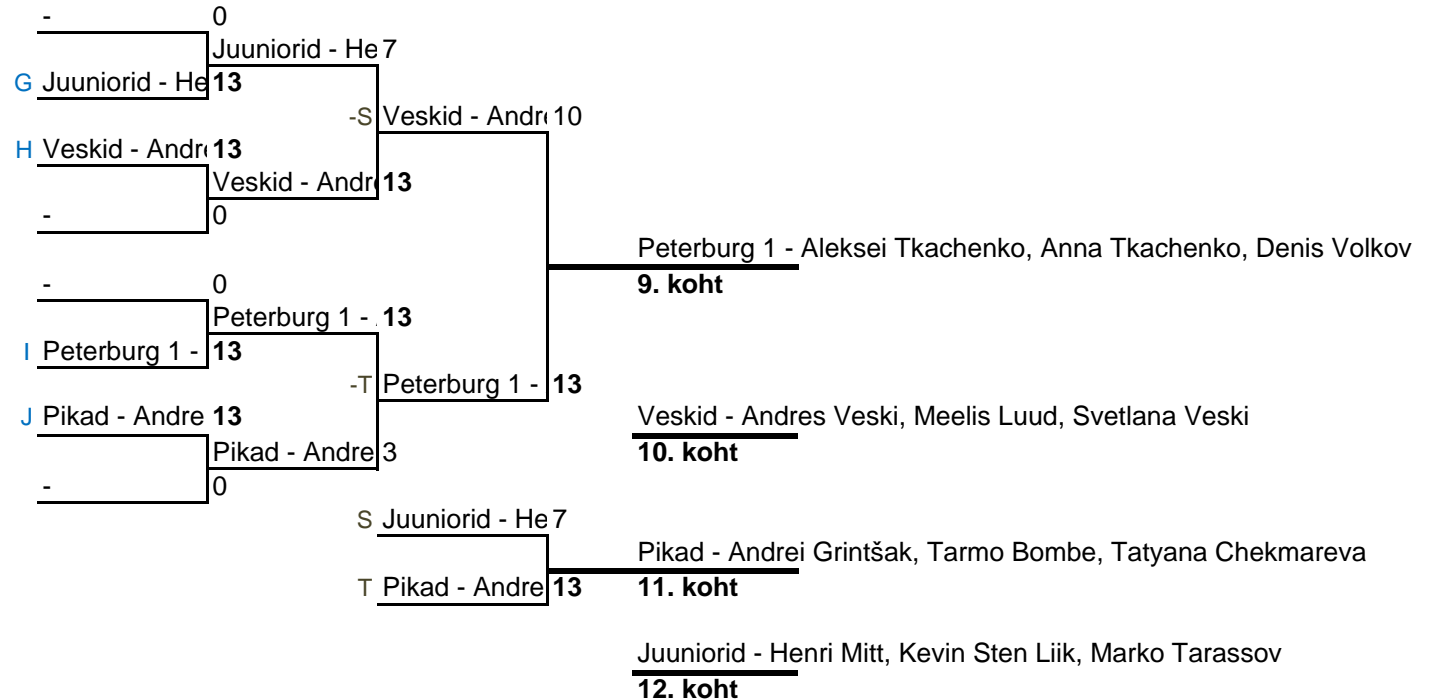 - 0
Juuniorid - He 7
G Juuniorid - He 13
-S Veskid - Andre 10
H Veskid - Andre 13
Veskid - Andre 13
- 0
Peterburg 1 - Aleksei Tkachenko, Anna Tkachenko, Denis Volkov
- 0
9. koht
Peterburg 1 - 13
I Peterburg 1 - 13
-T Peterburg 1 - 13
J Pikad - Andre 13
Veskid - Andres Veski, Meelis Luud, Svetlana Veski
Pikad - Andre 3
10. koht
- 0
S Juuniorid - He 7
Pikad - Andrei Grintšak, Tarmo Bombe, Tatyana Chekmareva
T Pikad - Andre 13
11. koht
Juuniorid - Henri Mitt, Kevin Sten Liik, Marko Tarassov
12. koht